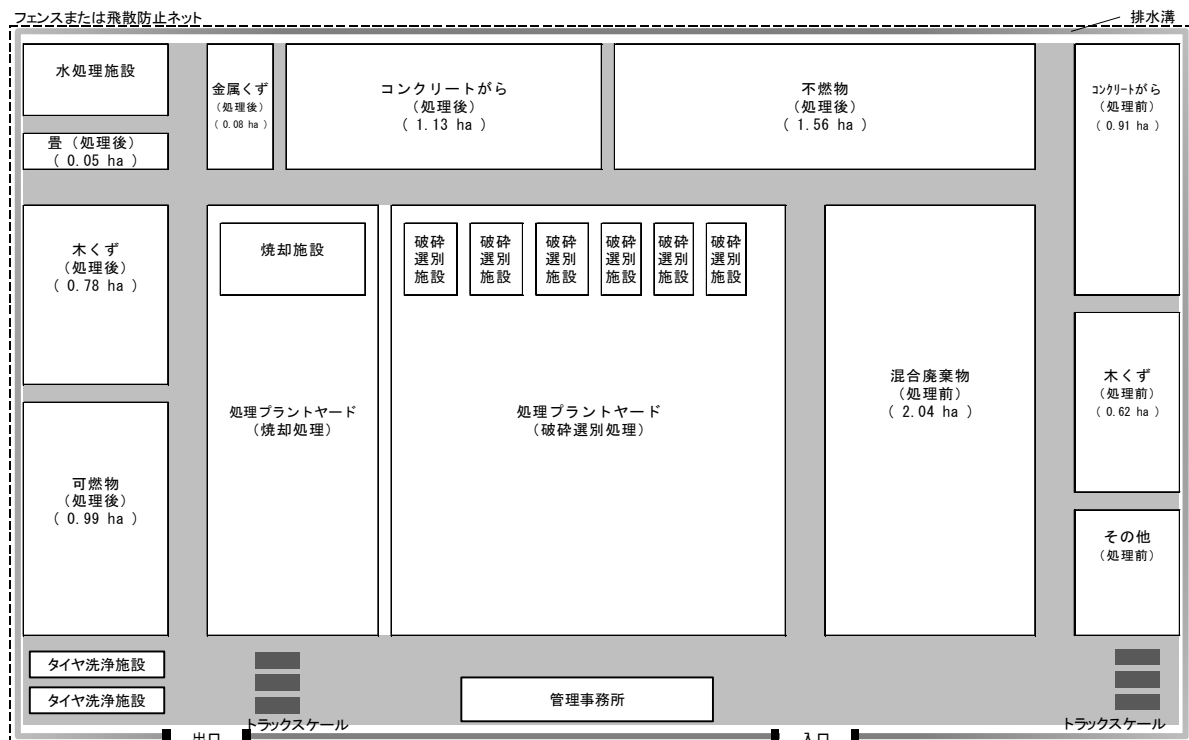 フェンスまたは飛散防止ネット
排水溝
水処理施設
畳（処理後）
( 0.05 ha )
金属くず
（処理後）
( 0.08 ha )
コンクリートがら
（処理後）
( 1.13 ha )
不燃物
（処理後）
( 1.56 ha )
コンクリートがら
（処理前）
( 0.91 ha )
木くず
（処理後）
( 0.78 ha )
焼却施設
破砕
選別
施設
破砕
選別
施設
破砕
選別
施設
破砕
選別
施設
破砕
選別
施設
破砕
選別
施設
処理プラントヤード
（焼却処理）
処理プラントヤード
（破砕選別処理）
混合廃棄物
（処理前）
( 2.04 ha )
木くず
（処理前）
( 0.62 ha )
可燃物
（処理後）
( 0.99 ha )
その他
（処理前）
タイヤ洗浄施設
タイヤ洗浄施設
管理事務所
トラックスケール
トラックスケール
出口
入口